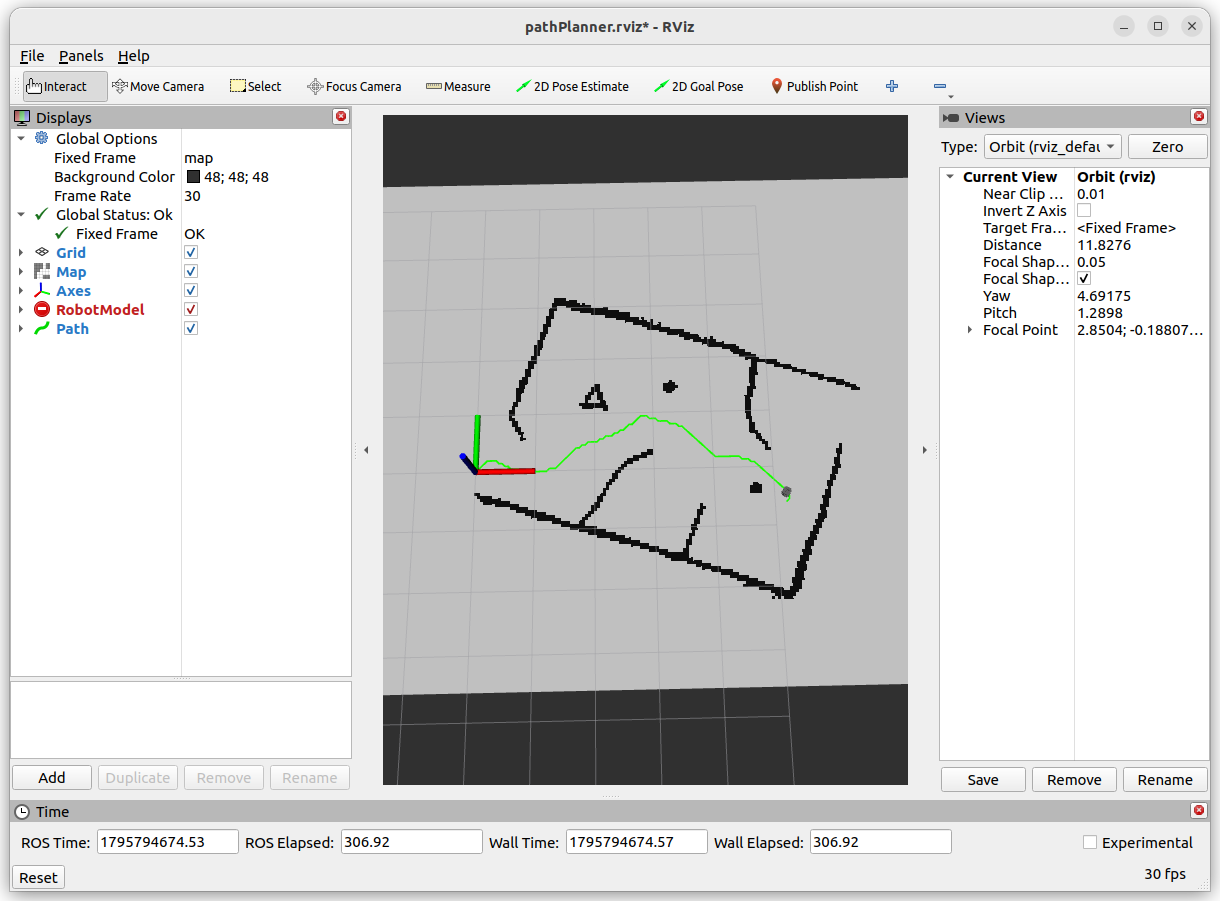 pathPlanner.rviz* - RViz
File Panels Help
Interact Move Camera Select Focus Camera Measure 2D Pose Estimate 2D Goal Pose Publish Point
Displays
Global Options
Fixed Frame map
Background Color 48; 48; 48
Frame Rate 30
Global Status: Ok
Fixed Frame OK
Grid
Map
Axes
RobotModel
Path
Add Duplicate Remove Rename
Views
Type: Orbit (rviz_defau Zero
Current View Orbit (rviz)
Near Clip ... 0.01
Invert Z Axis
Target Fra... <Fixed Frame>
Distance 11.8276
Focal Shap... 0.05
Focal Shap...
Yaw 4.69175
Pitch 1.2898
Focal Point 2.8504; -0.18807...
Save Remove Rename
Time
ROS Time: 1795794674.53 ROS Elapsed: 306.92 Wall Time: 1795794674.57 Wall Elapsed: 306.92 Experimental
Reset 30 fps